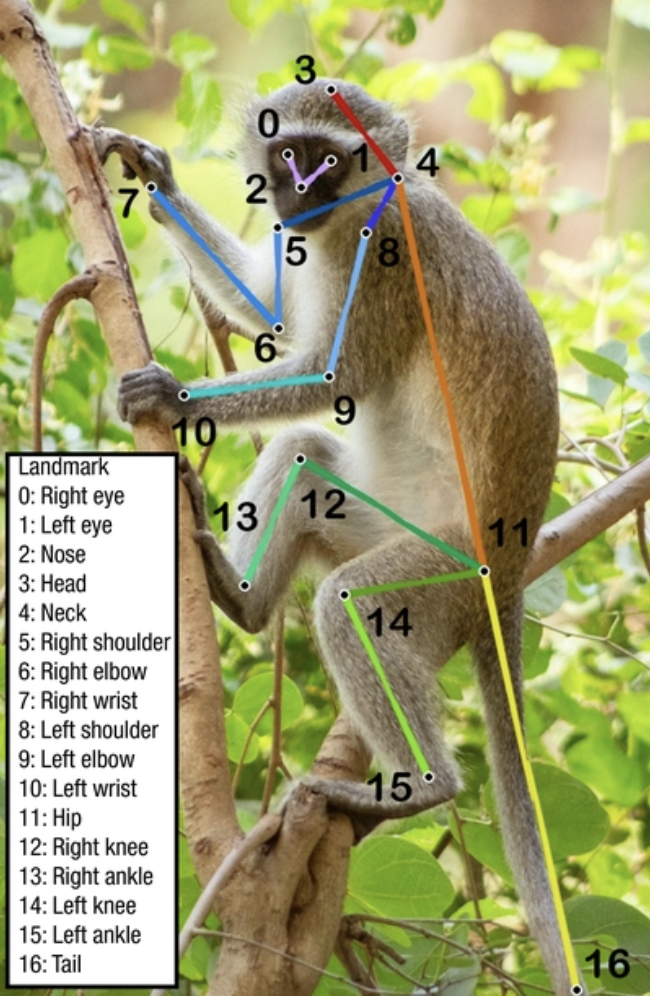 3
0
1
4
2
7
5
8
6
9
10
Landmark
0: Right eye
1: Left eye
2: Nose
3: Head
4: Neck
5: Right shoulder
6: Right elbow
7: Right wrist
8: Left shoulder
9: Left elbow
10: Left wrist
11: Hip
12: Right knee
13: Right ankle
14: Left knee
15: Left ankle
16: Tail
12
13
11
14
15
16